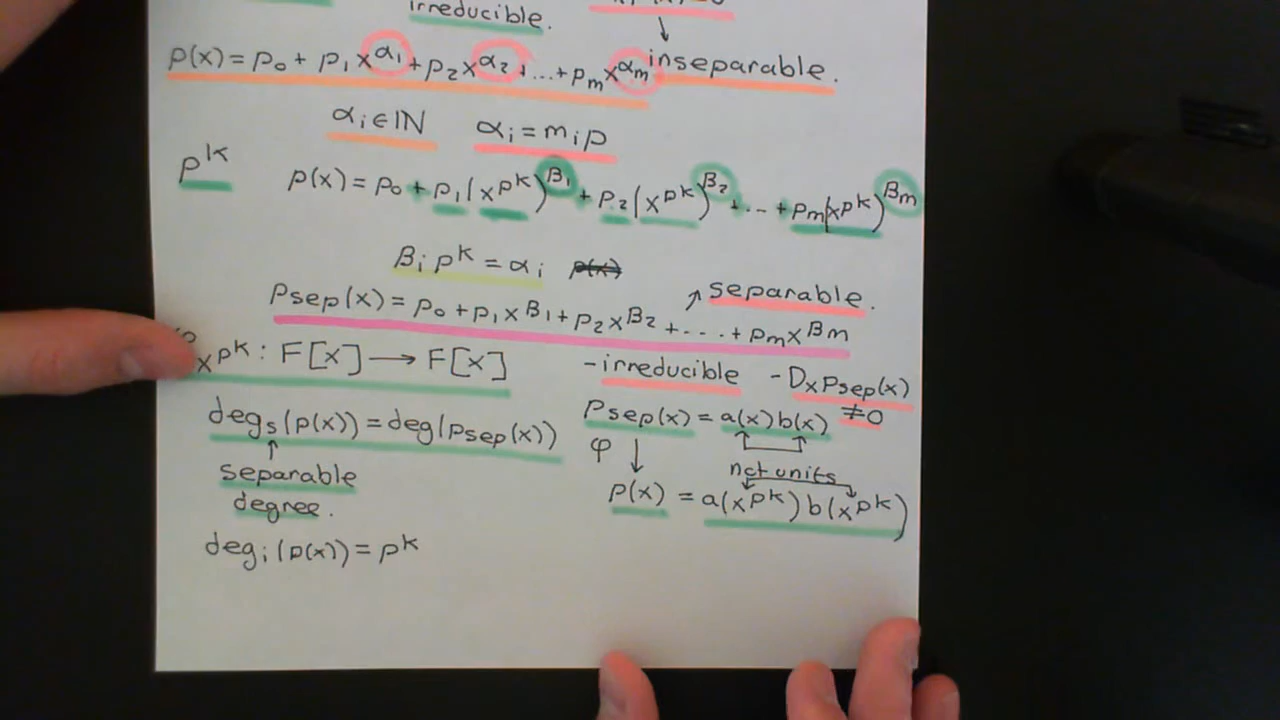 irreducible.
p(x) = p₀ + p₁x^α₁ + p₂x^α₂ + ... + pₘx^αₘ
inseparable.
αᵢ ∈ ℕ αᵢ = mᵢp
p^k
p(x) = p₀ + p₁(x^p^k)^β₁ + p₂(x^p^k)^β₂ + ... + pₘ(x^p^k)^βₘ
βᵢp^k = αᵢ
separable.
Psep(x) = p₀ + p₁x^β₁ + p₂x^β₂ + .... + pₘx^βₘ
x^p^k : F[x] → F[x]
- irreducible - DₓPsep(x) ≠ 0
degₛ(p(x)) = deg(psep(x))
Psep(x) = a(x)b(x)
φ
not units
separable degree.
p(x) = a(x^p^k) b(x^p^k)
degᵢ(p(x)) = p^k